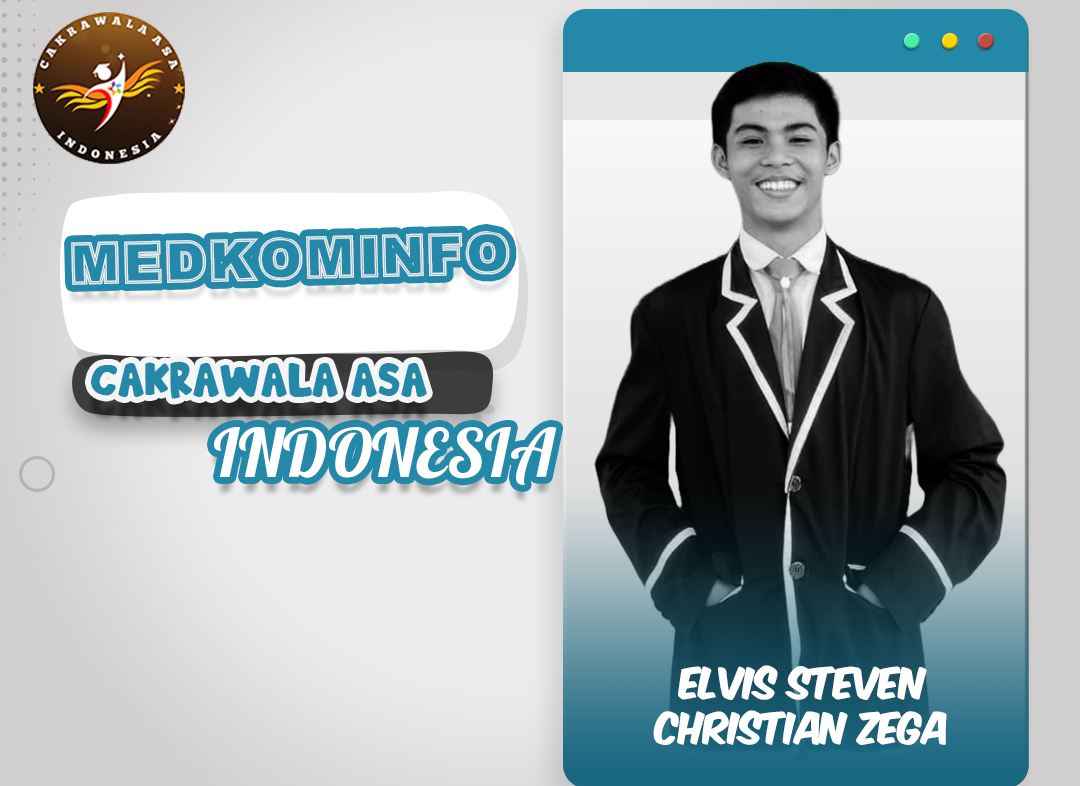 CAKRAWALA ASA
INDONESIA
MEDKOMINFO
CAKRAWALA ASA
INDONESIA
ELVIS STEVEN
CHRISTIAN ZEGA